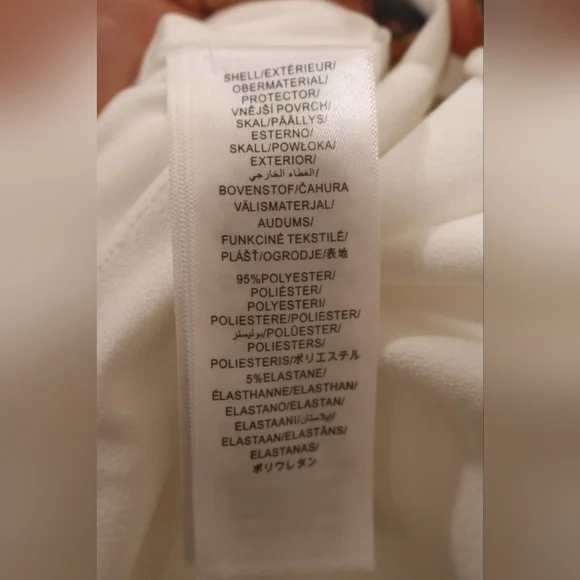 SHELL/EXTÉRIEUR/
OBERMATERIAL/
PROTECTOR/
VNĚJŠÍ POVRCH/
SKAL/PÄÄLLYS/
ESTERNO/
SKALL/POWŁOKA/
EXTERIOR/
الغطاء الخارجي/
BOVENSTOF/ČAHURA
VÄLISMATERJAL/
AUDUMS/
FUNKCINĖ TEKSTILĖ/
PLÁŠŤ/OGRODJE/表地
95%POLYESTER/
POLIÉSTER/
POLYESTERI/
POLIESTERE/POLIESTER/
بوليستر/POLÜESTER/
POLIESTERS/
POLIESTERIS/ポリエステル
5%ELASTANE/
ÉLASTHANNE/ELASTHAN/
ELASTANO/ELASTAN/
ELASTAANI/إيلاستان/
ELASTAAN/ELASTĀNS/
ELASTANAS/
ポリウレタン